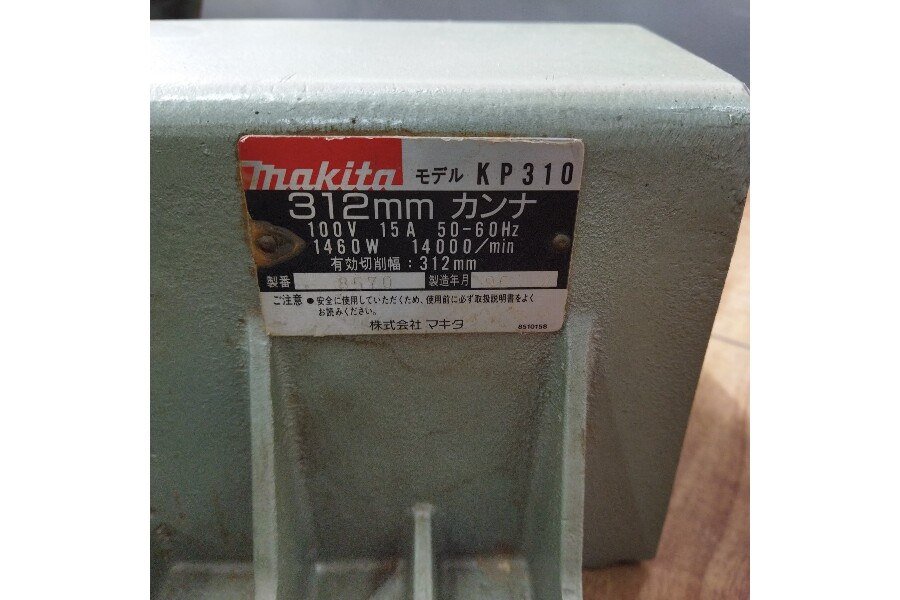 makita モデル KP310
312mm カンナ
100V 15A 50-60Hz
1460W 14000/min
有効切削幅:312mm
製番 製造年月
ご注意 ●安全に使用していただくため、使用前に必ず取扱説明書をよく
お読みください。
株式会社 マキタ 851015